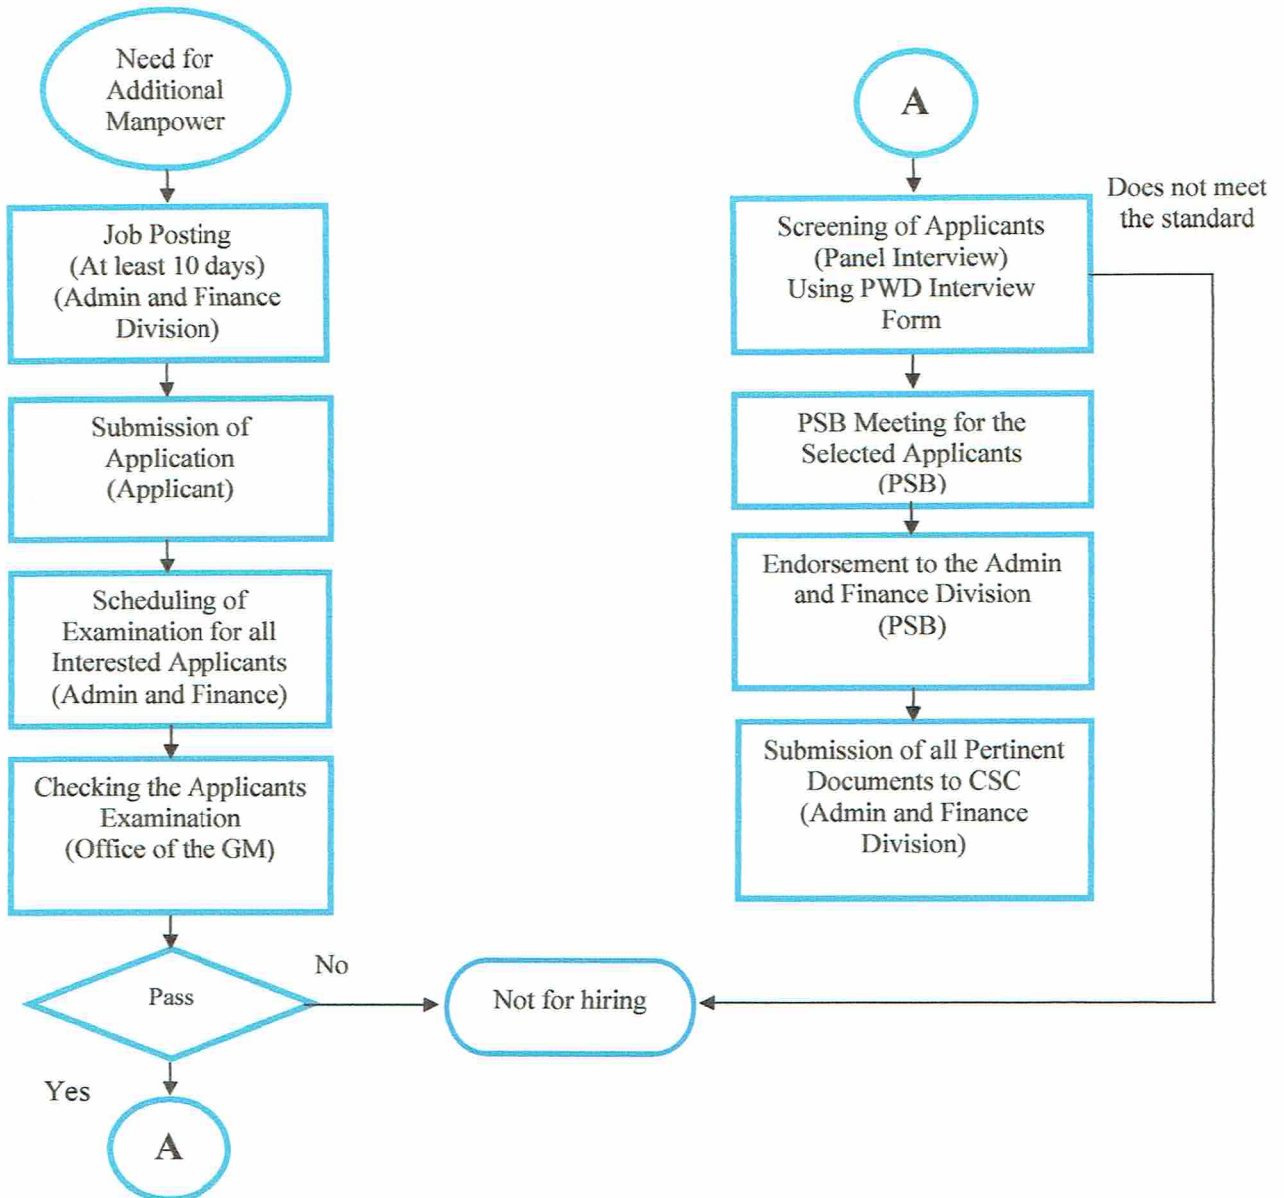 Need for
Additional
Manpower
Job Posting
(At least 10 days)
(Admin and Finance
Division)
Submission of
Application
(Applicant)
Scheduling of
Examination for all
Interested Applicants
(Admin and Finance)
Checking the Applicants
Examination
(Office of the GM)
Pass
No
Not for hiring
Yes
A
A
Screening of Applicants
(Panel Interview)
Using PWD Interview
Form
Does not meet
the standard
PSB Meeting for the
Selected Applicants
(PSB)
Endorsement to the Admin
and Finance Division
(PSB)
Submission of all Pertinent
Documents to CSC
(Admin and Finance
Division)